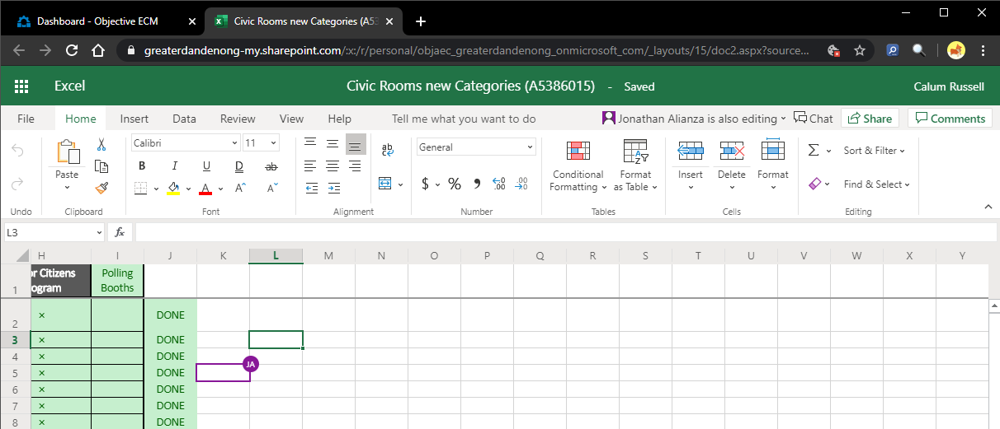 Dashboard - Objective ECM
Civic Rooms new Categories (A53
greaterdandenong-my.sharepoint.com/:x:/r/personal/objaec_greaterdandenong_onmicrosoft_com/_layouts/15/doc2.aspx?source...
Excel
Civic Rooms new Categories (A5386015) - Saved
Calum Russell
File Home Insert Data Review View Help Tell me what you want to do Jonathan Alianza is also editing Chat Share Comments
Paste
Calibri 11
B I U D ab
A A A
ab c
General
$ % 9 .0 .00 .00 .0
Conditional Formatting
Format as Table
Insert Delete Format
Σ Sort & Filter
Find & Select
Undo Clipboard Font Alignment Number Tables Cells Editing
L3 fx
H I J K L M N O P Q R S T U V W X Y
1 or Citizens Polling
ogram Booths
2 × DONE
3 × DONE
4 × DONE
JA
5 × DONE
6 × DONE
7 × DONE
8 × DONE